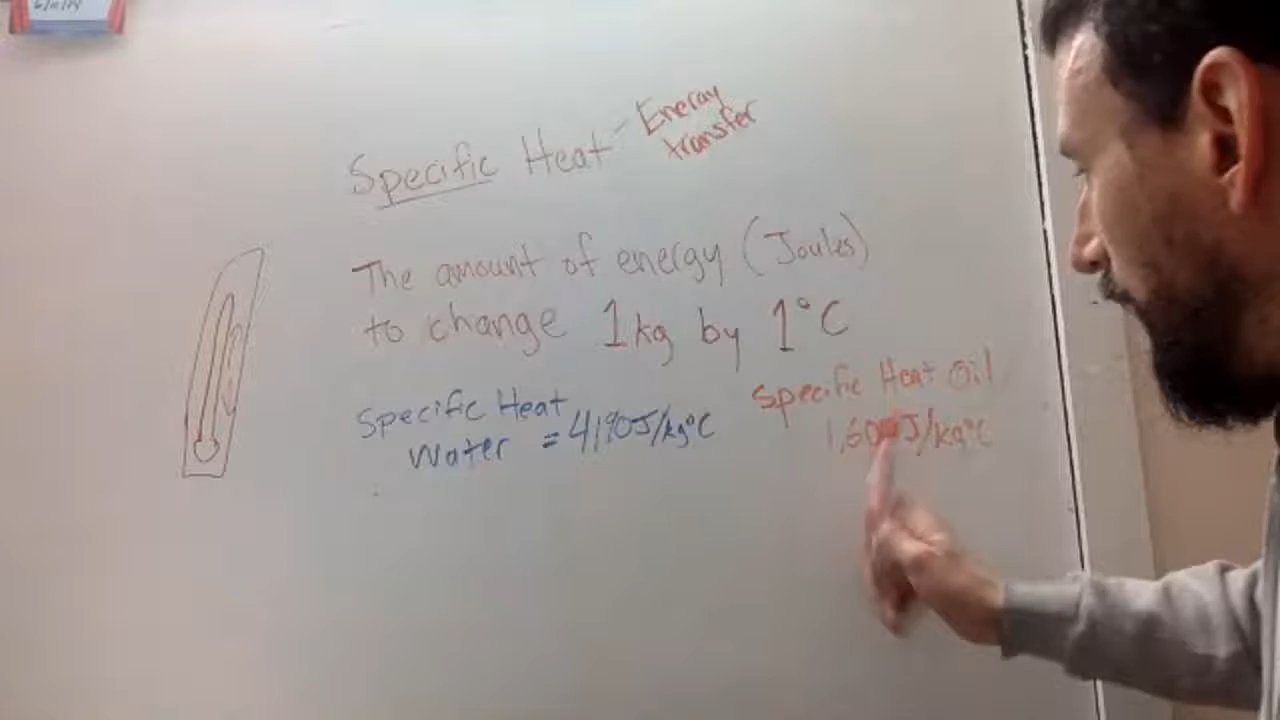 Specific Heat - Energy
transfer
The amount of energy (Joules)
to change 1kg by 1°C
Specific Heat
Water = 4190J/kg°C
Specific Heat Oil
J/kg°C